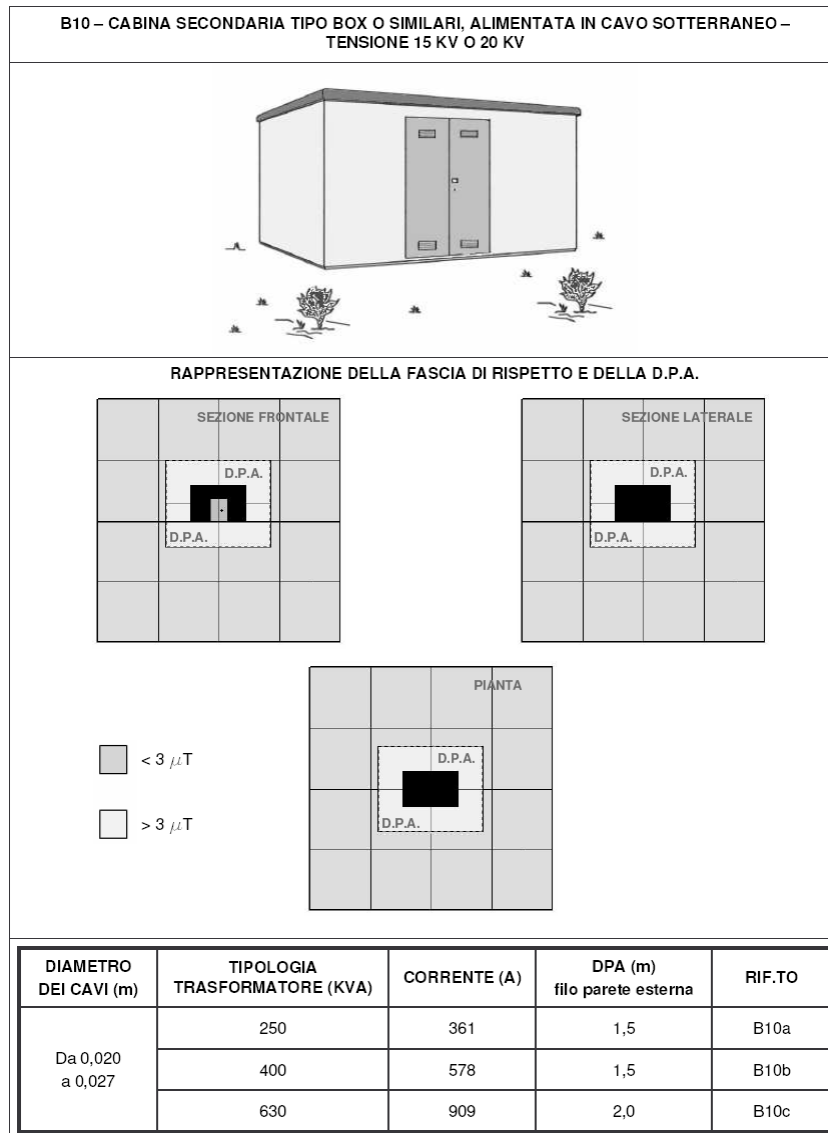 B10 – CABINA SECONDARIA TIPO BOX O SIMILARI, ALIMENTATA IN CAVO SOTTERRANEO –
TENSIONE 15 KV O 20 KV
RAPPRESENTAZIONE DELLA FASCIA DI RISPETTO E DELLA D.P.A.
SEZIONE FRONTALE
D.P.A.
D.P.A.
SEZIONE LATERALE
D.P.A.
D.P.A.
PIANTA
D.P.A.
D.P.A.
< 3 μT
> 3 μT
DIAMETRO
DEI CAVI (m)
TIPOLOGIA
TRASFORMATORE (KVA)
CORRENTE (A)
DPA (m)
filo parete esterna
RIF.TO
Da 0,020
a 0,027
250 361 1,5 B10a
400 578 1,5 B10b
630 909 2,0 B10c